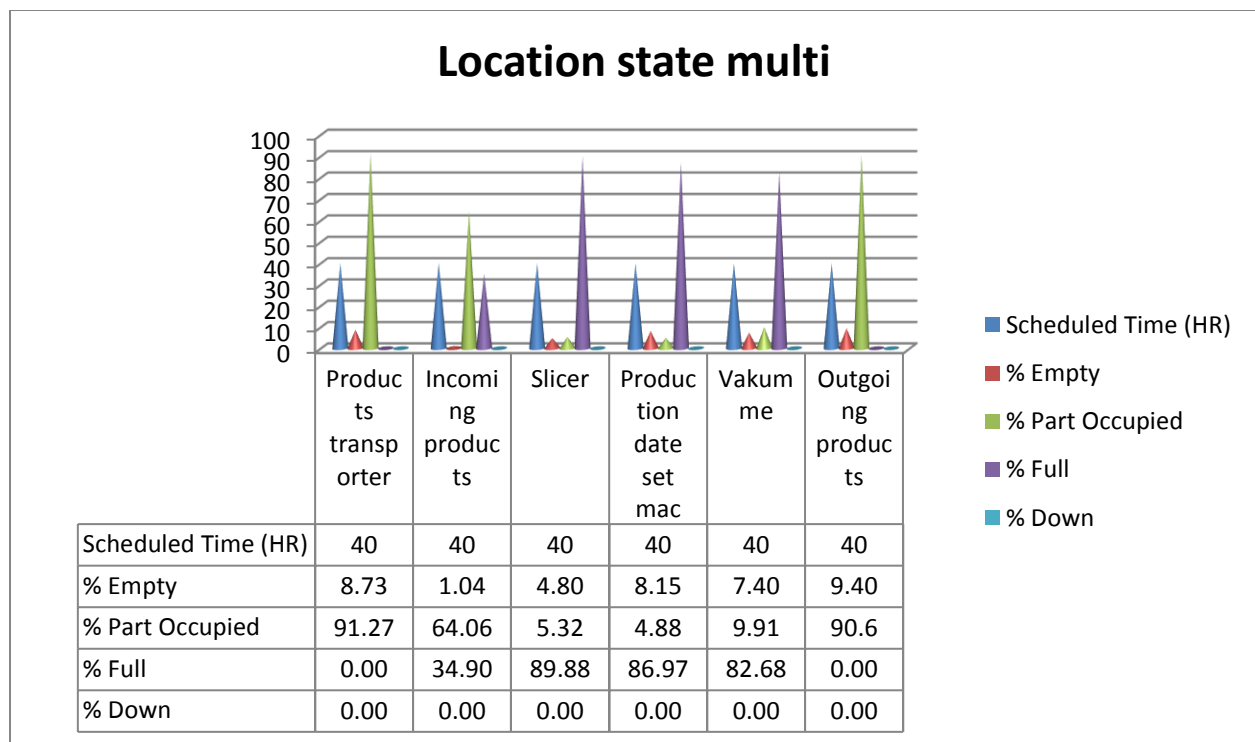 Location state multi
100
90
80
70
60
50
40
30
20
10
0
Produc
ts
transp
orter
Incomi
ng
produc
ts
Slicer
Produc
tion
date
set
mac
Vakum
me
Outgoi
ng
produc
ts
Scheduled Time (HR) 40 40 40 40 40 40
% Empty 8.73 1.04 4.80 8.15 7.40 9.40
% Part Occupied 91.27 64.06 5.32 4.88 9.91 90.6
% Full 0.00 34.90 89.88 86.97 82.68 0.00
% Down 0.00 0.00 0.00 0.00 0.00 0.00
Scheduled Time (HR)
% Empty
% Part Occupied
% Full
% Down